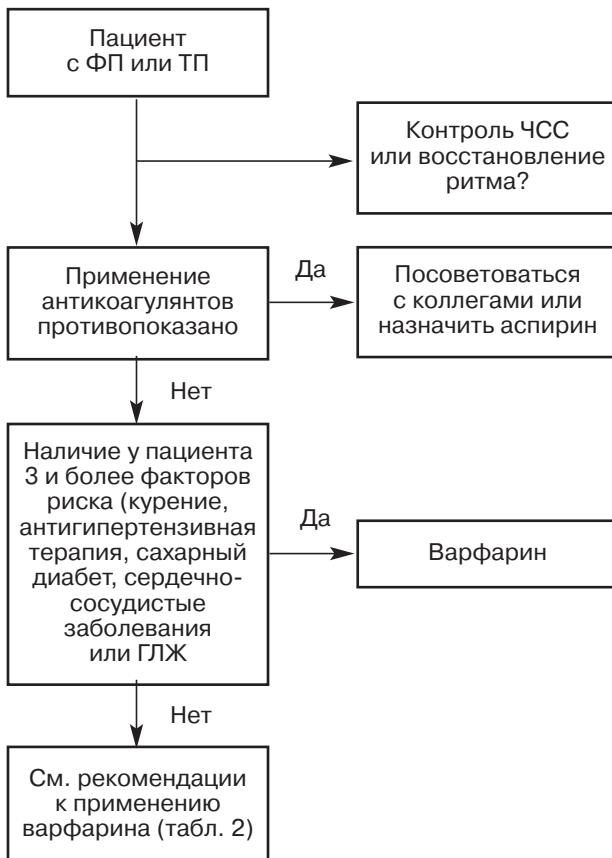 Пациент
с ФП или ТП
Контроль ЧСС
или восстановление
ритма?
Применение
антикоагулянтов
противопоказано
Да
Посоветоваться
с коллегами или
назначить аспирин
Нет
Наличие у пациента
3 и более факторов
риска (курение,
антигипертензивная
терапия, сахарный
диабет, сердечно-
сосудистые
заболевания
или ГЛЖ
Да
Варфарин
Нет
См. рекомендации
к применению
варфарина (табл. 2)